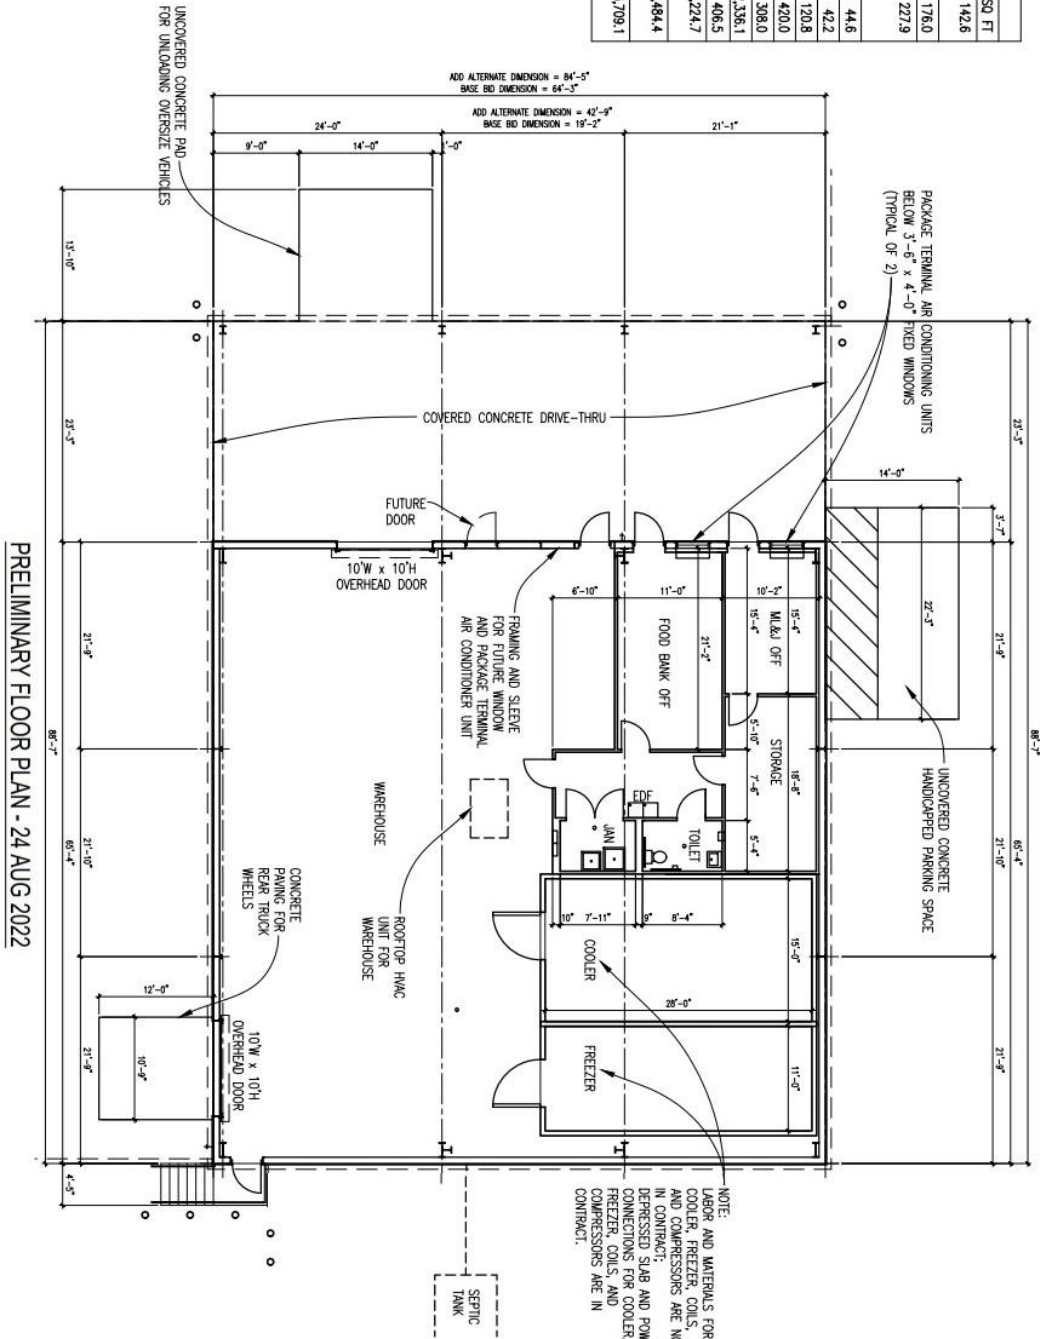 SQ FT
142.6
176.0
227.9
44.6
42.2
120.8
420.0
308.0
,336.1
406.5
,224.7
,484.4
,709.1
UNCOVERED CONCRETE PAD
FOR UNLOADING OVERSIZE VEHICLES
ADD ALTERNATE DIMENSION = 84'-5"
BASE BID DIMENSION = 64'-3"
ADD ALTERNATE DIMENSION = 42'-9"
BASE BID DIMENSION = 19'-2"
24'-0"
21'-1"
9'-0"
14'-0"
1'-0"
13'-10"
PACKAGE TERMINAL AIR CONDITIONING UNITS
BELOW 3'-6" x 4'-0" FIXED WINDOWS
(TYPICAL OF 2)
23'-3"
23'-3"
88'-7"
65'-4"
COVERED CONCRETE DRIVE-THRU
14'-0"
3'-7"
22'-3"
21'-9"
21'-10"
21'-9"
UNCOVERED CONCRETE
HANDICAPPED PARKING SPACE
FUTURE
DOOR
10'W x 10'H
OVERHEAD DOOR
6'-10"
11'-0"
10'-2"
FRAMING AND SLEEVE
FOR FUTURE WINDOW
AND PACKAGE TERMINAL
AIR CONDITIONER UNIT
FOOD BANK OFF
21'-2"
ML&J OFF
15'-4"
15'-4"
5'-10"
STORAGE
18'-8"
7'-6"
5'-4"
EDF
JAN
TOILET
WAREHOUSE
ROOFTOP HVAC
UNIT FOR
WAREHOUSE
CONCRETE
PAVING FOR
REAR TRUCK
WHEELS
10"
7'-11"
9"
8'-4"
COOLER
15'-0"
28'-0"
FREEZER
11'-0"
12'-0"
10'-9"
10'W x 10'H
OVERHEAD DOOR
21'-9"
21'-10"
21'-9"
65'-4"
88'-7"
4'-5"
NOTE:
LABOR AND MATERIALS FOR
COOLER, FREEZER, COILS,
AND COMPRESSORS ARE NO
IN CONTRACT;
DEPRESSED SLAB AND POW
CONNECTIONS FOR COOLER
FREEZER, COILS, AND
COMPRESSORS ARE IN
CONTRACT.
SEPTIC
TANK
PRELIMINARY FLOOR PLAN - 24 AUG 2022